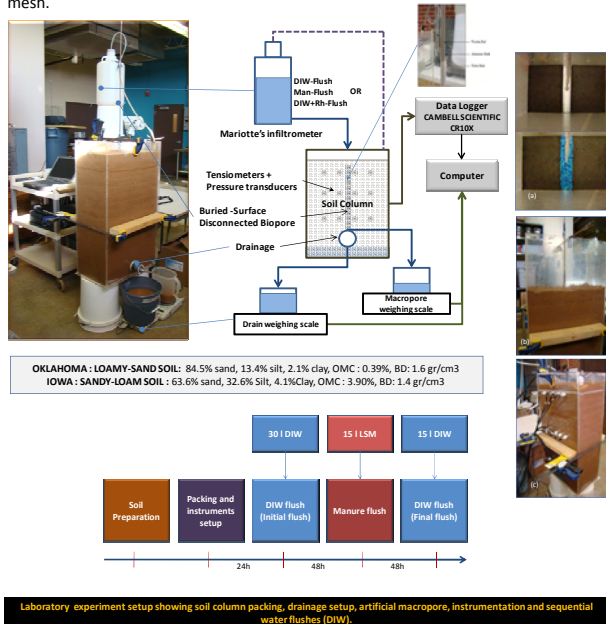 mesh.
DIW-Flush
Man-Flush OR
DIW+Rh-Flush
Mariotte's infiltrometer
Data Logger
CAMBELL SCIENTIFIC
CR10X
Computer
Tensiometers +
Pressure transducers
Soil Column
Buried -Surface
Disconnected Biopore
Drainage
Macropore
weighing scale
Drain weighing scale
(a)
(b)
(c)
OKLAHOMA : LOAMY-SAND SOIL: 84.5% sand, 13.4% silt, 2.1% clay, OMC : 0.39%, BD: 1.6 gr/cm3
IOWA : SANDY-LOAM SOIL : 63.6% sand, 32.6% Silt, 4.1%Clay, OMC : 3.90%, BD: 1.4 gr/cm3
30 l DIW
15 l LSM
15 l DIW
Soil
Preparation
Packing and
instruments
setup
DIW flush
(Initial flush)
Manure flush
DIW flush
(Final flush)
24h
48h
48h
Laboratory experiment setup showing soil column packing, drainage setup, artificial macropore, instrumentation and sequential
water flushes (DIW).